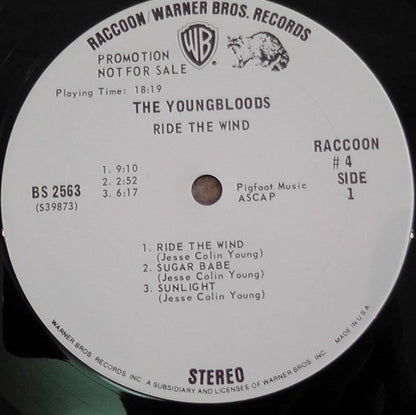 RACCOON/WARNER BROS. RECORDS
WB
PROMOTION
NOT FOR SALE
Playing Time: 18:19
THE YOUNGBLOODS
RIDE THE WIND
RACCOON
#4
SIDE
1
1. 9:10
2. 2:52
3. 6:17
BS 2563
(S39873)
Pigfoot Music
ASCAP
1. RIDE THE WIND
(Jesse Colin Young)
2. SUGAR BABE
(Jesse Colin Young)
3. SUNLIGHT
(Jesse Colin Young)
STEREO
WARNER BROS. RECORDS INC. A SUBSIDIARY AND LICENSEE OF WARNER BROS. INC. MADE IN U.S.A.